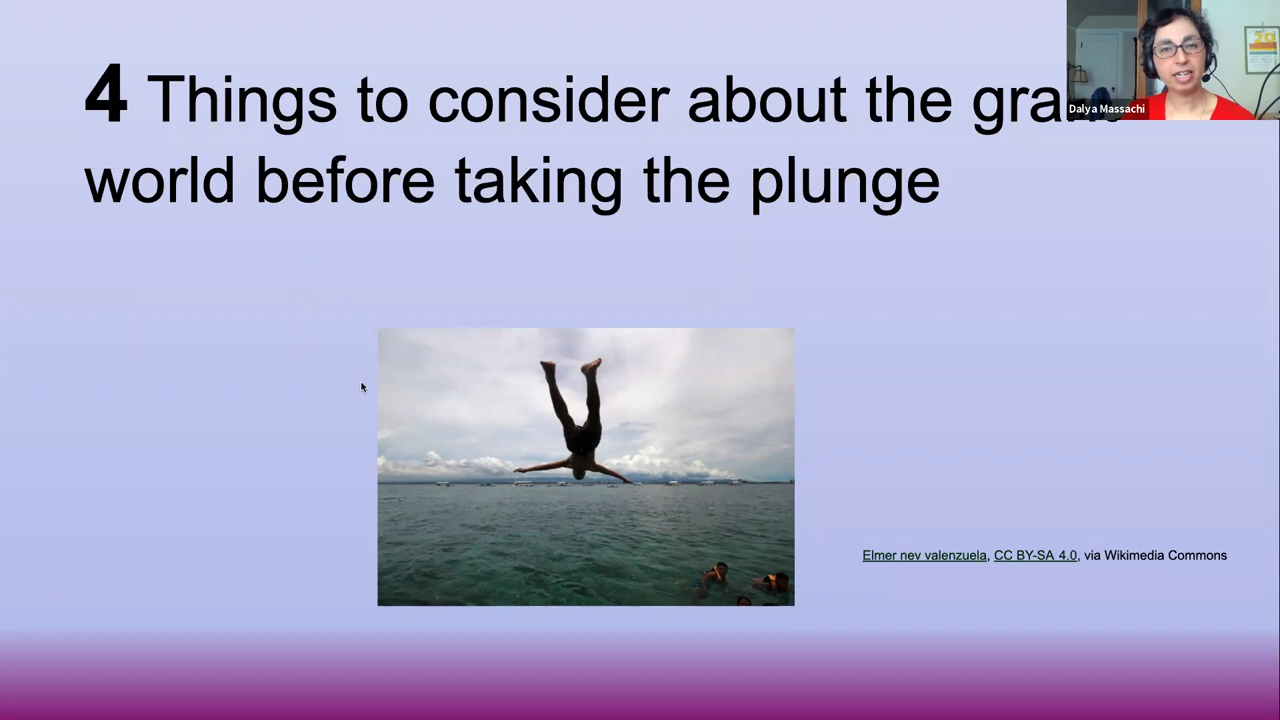 4 Things to consider about the
world before taking the plunge
Dalya Massachi
Elmer nev valenzuela, CC BY-SA 4.0, via Wikimedia Commons